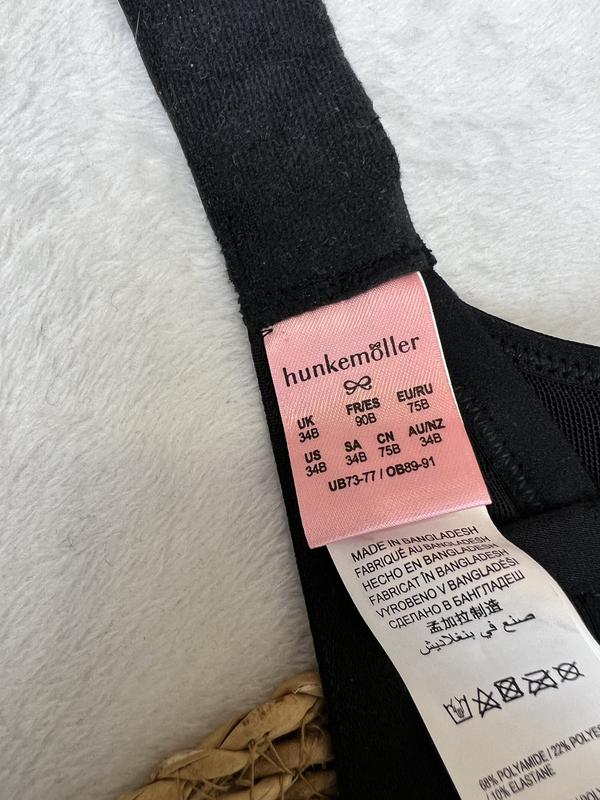 hunkemöller
UK FR/ES EU/RU
34B 90B 75B
US SA CN AU/NZ
34B 34B 75B 34B
UB73-77 / OB89-91
MADE IN BANGLADESH
FABRIQUÉ AU BANGLADESH
HECHO EN BANGLADESH
FABRICAT ÎN BANGLADESH
VYROBENO V BANGLADÉŠI
СДЕЛАНО В БАНГЛАДЕШ
孟加拉制造
صنع في بنغلاديش
68% POLYAMIDE / 22%
/ 10% ELASTANE